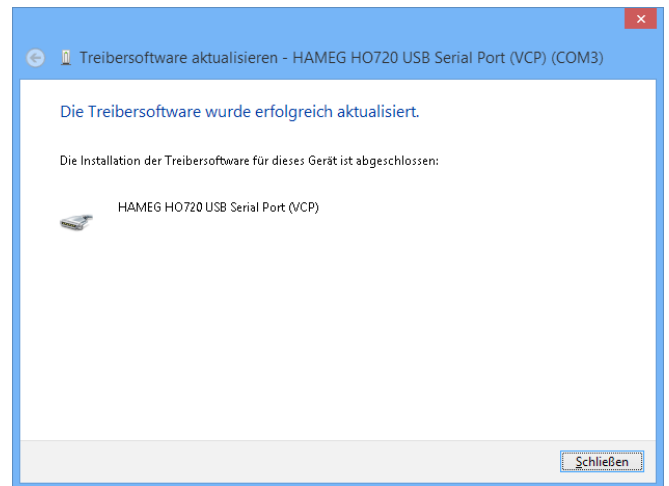 Treibersoftware aktualisieren - HAMEG HO720 USB Serial Port (VCP) (COM3)
Die Treibersoftware wurde erfolgreich aktualisiert.
Die Installation der Treibersoftware für dieses Gerät ist abgeschlossen:
HAMEG HO720 USB Serial Port (VCP)
Schließen